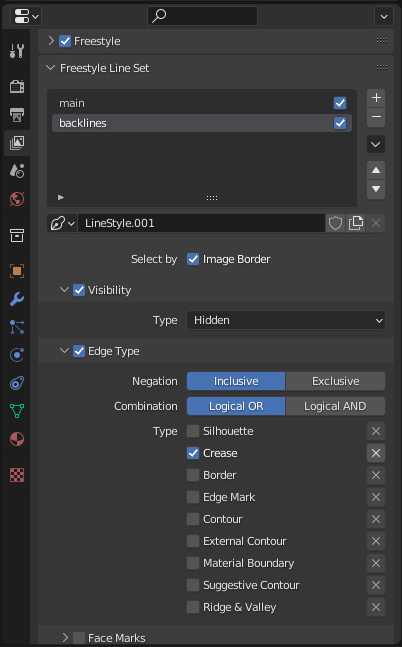 Freestyle
Freestyle Line Set
main
backlines
LineStyle.001
Select by Image Border
Visibility
Type Hidden
Edge Type
Negation Inclusive Exclusive
Combination Logical OR Logical AND
Type Silhouette
Crease
Border
Edge Mark
Contour
External Contour
Material Boundary
Suggestive Contour
Ridge & Valley
Face Marks